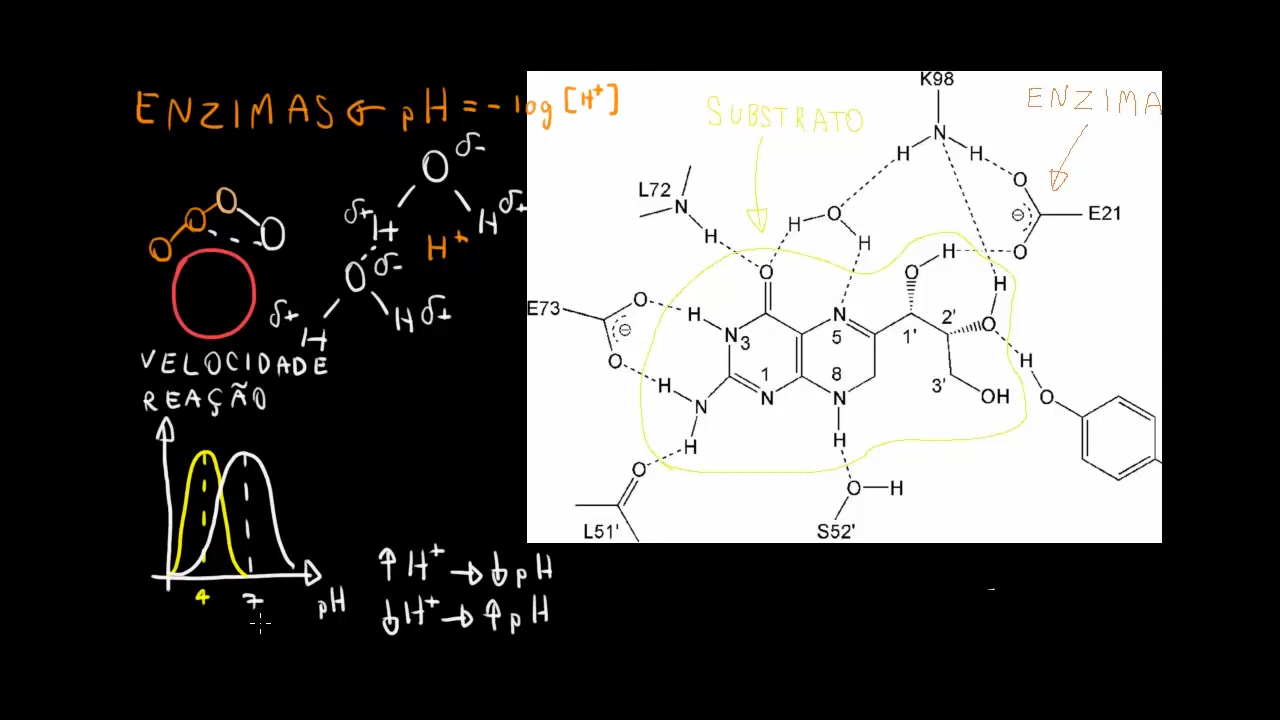 ENZIMAS ← pH = - log [H⁺]
O δ-
δ+ H
H δ+
H⁺
O δ-
δ+ H
H δ+
O O O O
VELOCIDADE
REAÇÃO
4 7 pH
↑ H⁺ → ↓ pH
↓ H⁺ → ↑ pH
SUBSTRATO
ENZIMA
K98
N
H H
O
E21
⊖
O
L72
N
H
H O
H
O
O H
H
E73
O
⊖
O
H
N
3
N
5
1'
2'
O
H
1
8
3'
H
N
N
N
OH
O
H
H
O
L51'
O H
S52'